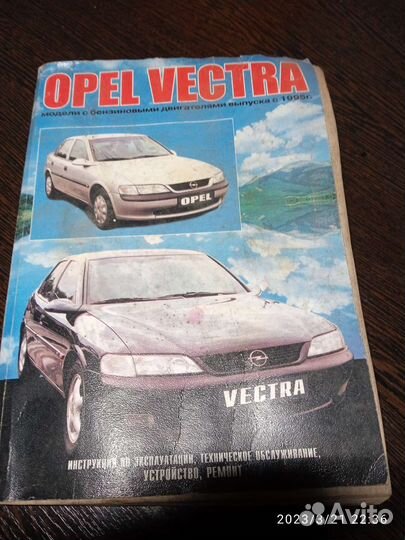 OPEL VECTRA
модели с бензиновыми двигателями выпуска с 1995г.
OPEL
VECTRA
ИНСТРУКЦИЯ ПО ЭКСПЛУАТАЦИИ, ТЕХНИЧЕСКОЕ ОБСЛУЖИВАНИЕ,
УСТРОЙСТВО, РЕМОНТ
2023/3/21 22:36
Avito